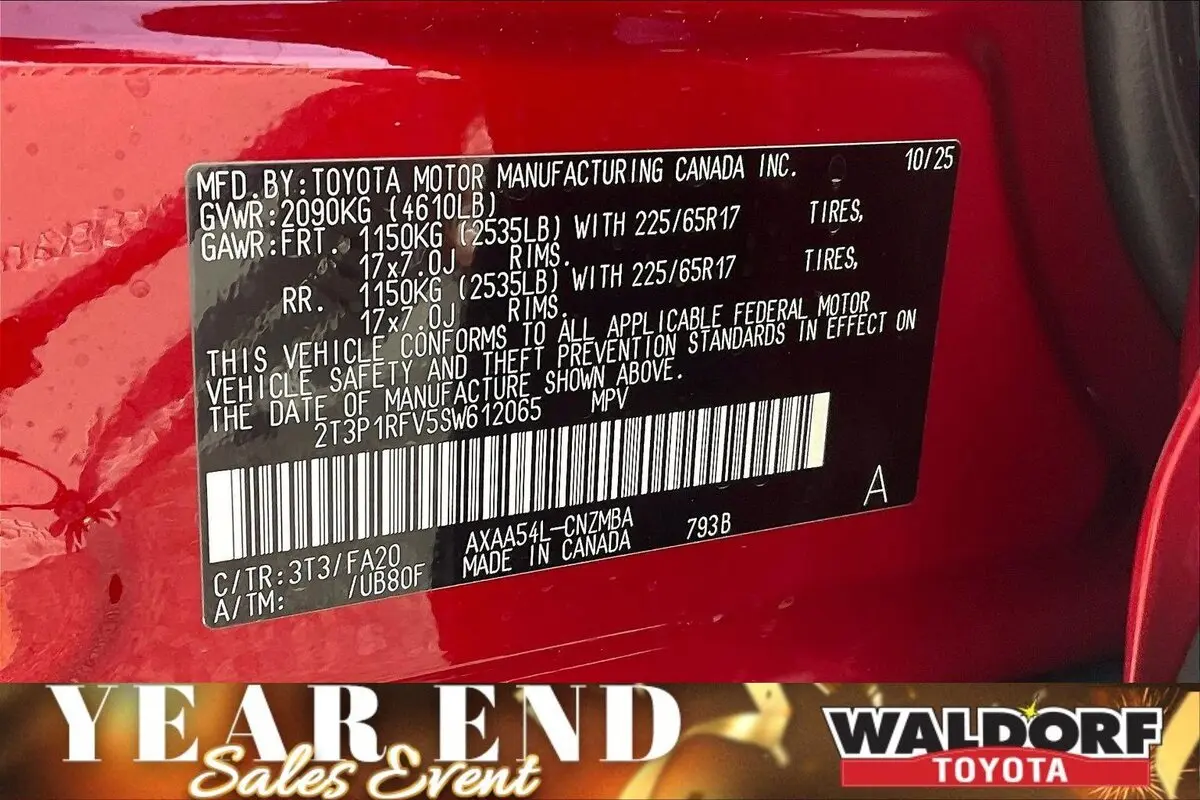 MFD.BY:TOYOTA MOTOR MANUFACTURING CANADA INC. 10/25
GVWR:2090KG (4610LB)
GAWR:FRT. 1150KG (2535LB) WITH 225/65R17 TIRES,
17x7.0J RIMS.
RR. 1150KG (2535LB) WITH 225/65R17 TIRES,
17x7.0J RIMS.
THIS VEHICLE CONFORMS TO ALL APPLICABLE FEDERAL MOTOR
VEHICLE SAFETY AND THEFT PREVENTION STANDARDS IN EFFECT ON
THE DATE OF MANUFACTURE SHOWN ABOVE.
2T3P1RFV5SW612065 MPV
A
C/TR:3T3/FA20 AXAA54L-CNZMBA 793B
A/TM: /UB80F MADE IN CANADA
YEAR END
Sales Event
WALDORF
TOYOTA